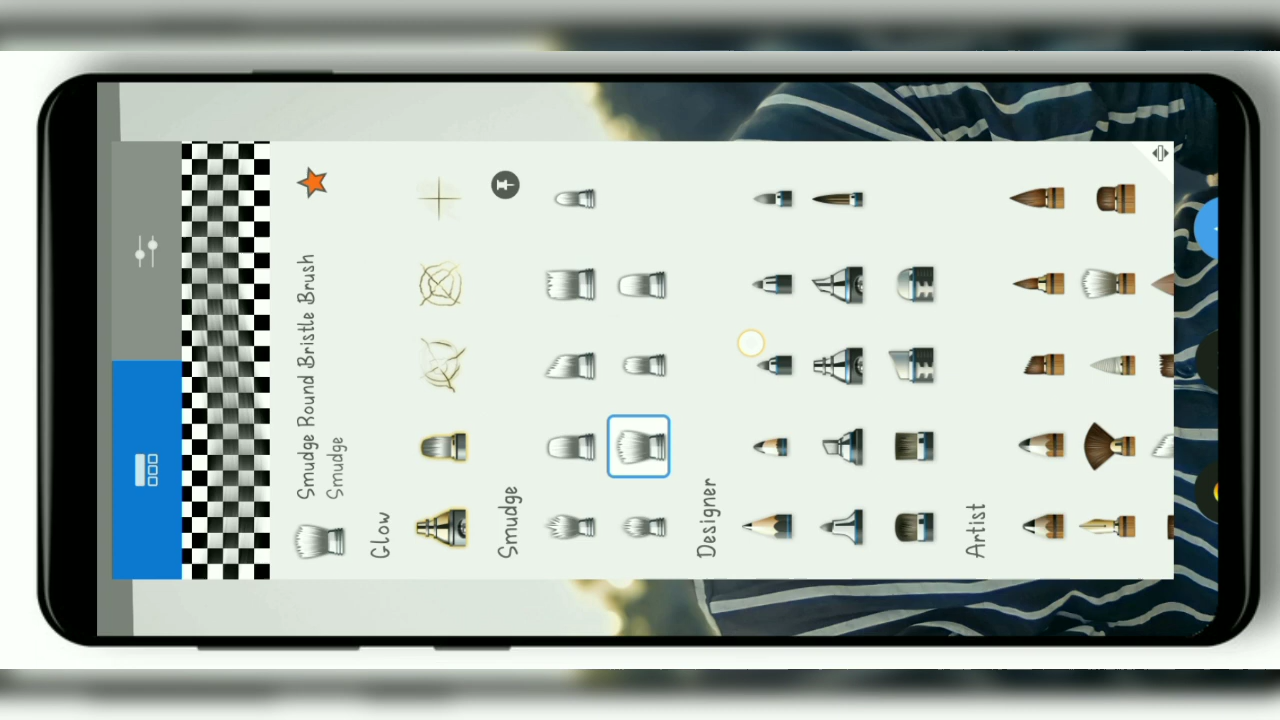 Smudge Round Bristle Brush
Smudge
Glow
Smudge
Designer
Artist